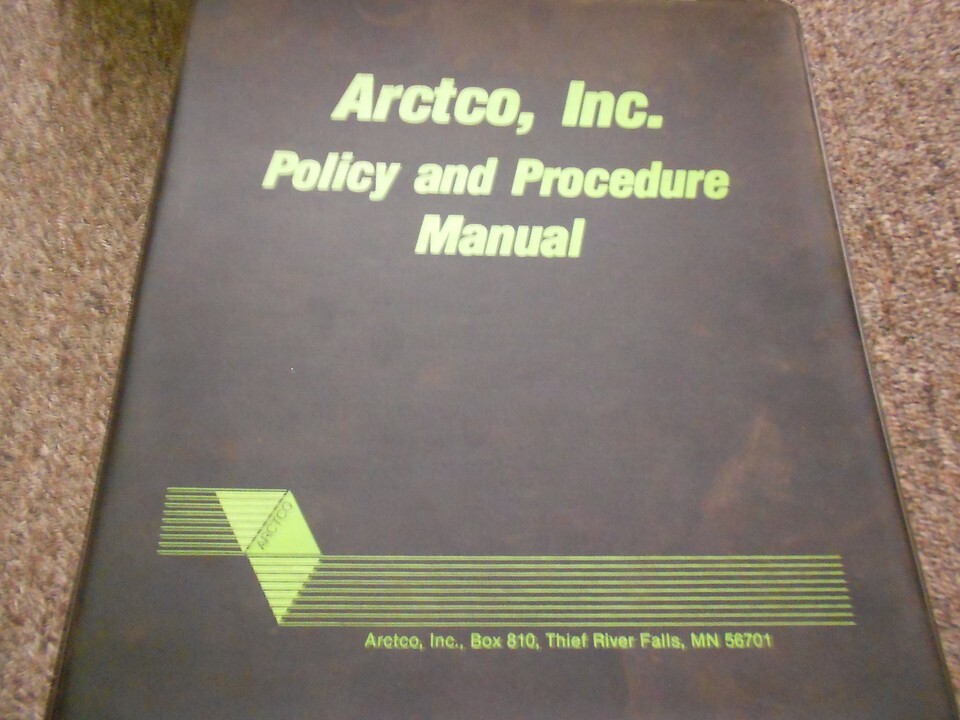 Arctco, Inc.
Policy and Procedure
Manual
ARCTCO
Arctco, Inc., Box 810, Thief River Falls, MN 56701